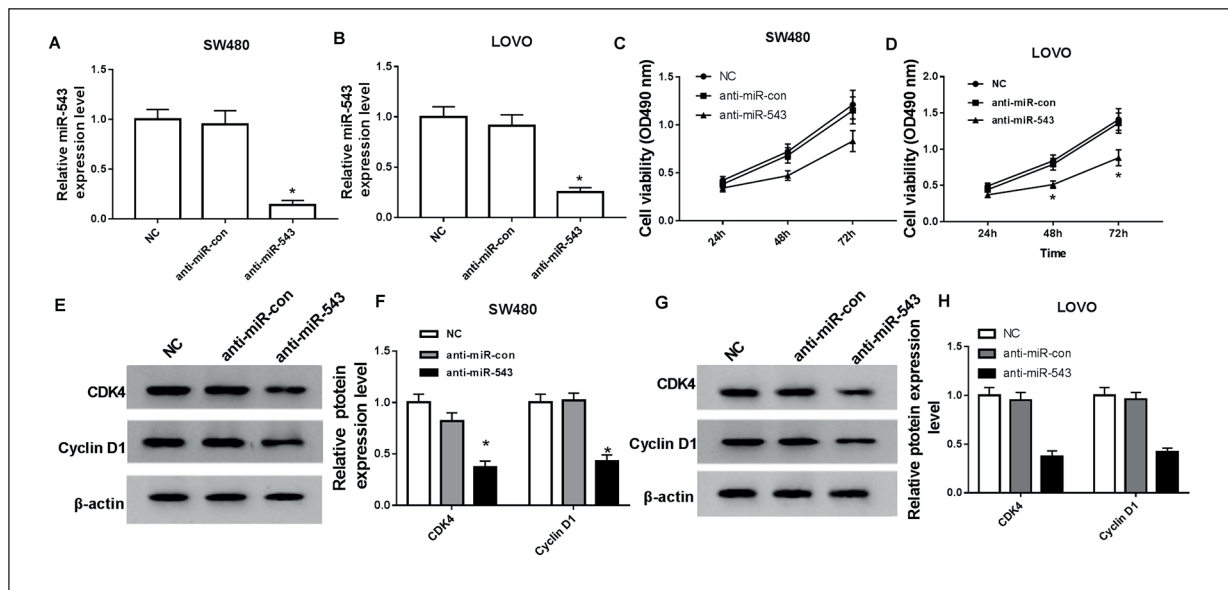 A
SW480
Relative miR-543
expression level
1.5
1.0
0.5
0.0
NC
anti-miR-con
anti-miR-543
*
B
LOVO
Relative miR-543
expression level
1.5
1.0
0.5
0.0
NC
anti-miR-con
anti-miR-543
*
C
SW480
Cell viability (OD490 nm)
1.5
1.0
0.5
0.0
NC
anti-miR-con
anti-miR-543
24h
48h
72h
D
LOVO
Cell viability (OD490 nm)
2.0
1.5
1.0
0.5
0.0
NC
anti-miR-con
anti-miR-543
*
*
24h
48h
72h
Time
E
NC
anti-miR-con
anti-miR-543
CDK4
Cyclin D1
β-actin
F
SW480
Relative ptotein
expression level
1.5
1.0
0.5
0.0
NC
anti-miR-con
anti-miR-543
*
*
CDK4
Cyclin D1
G
NC
anti-miR-con
anti-miR-543
CDK4
Cyclin D1
β-actin
H
LOVO
Relative ptotein expression
level
1.5
1.0
0.5
0.0
NC
anti-miR-con
anti-miR-543
CDK4
Cyclin D1